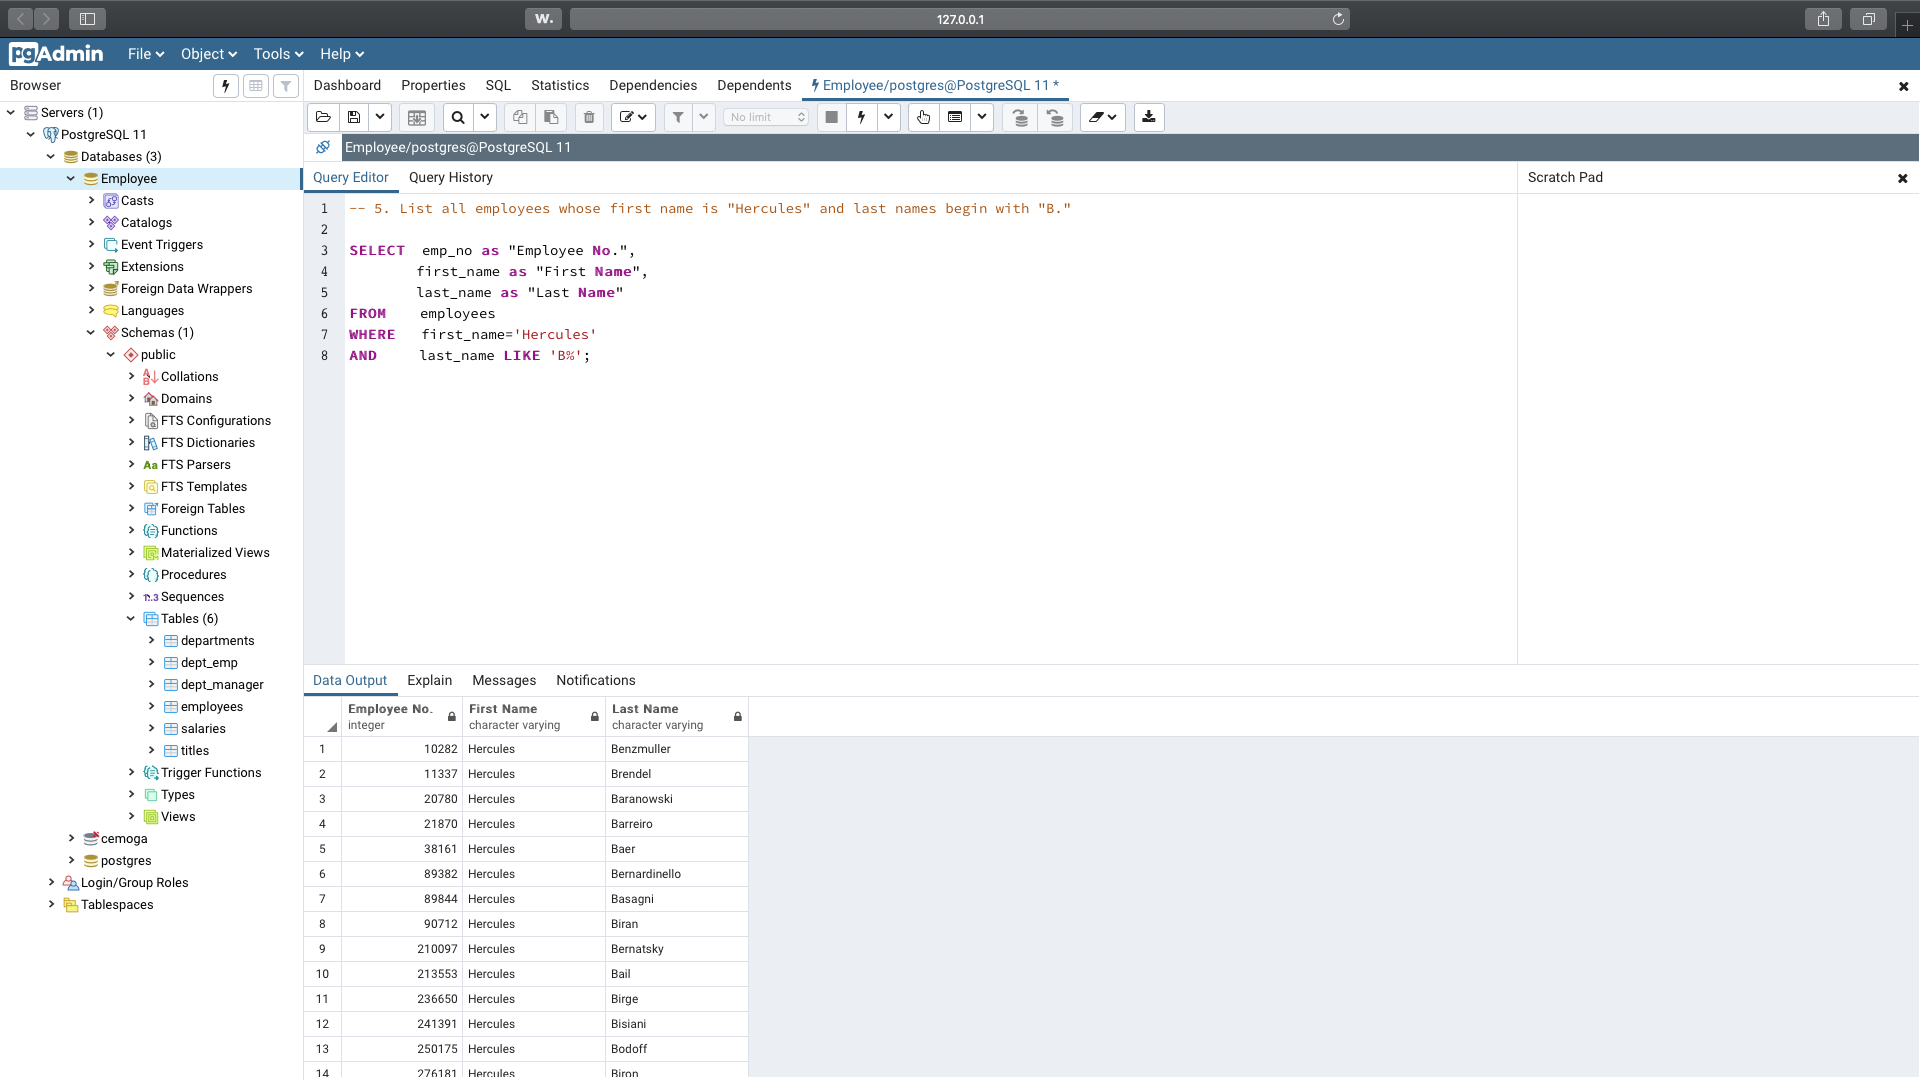 W.
127.0.0.1
pgAdmin
File
Object
Tools
Help
Browser
Dashboard
Properties
SQL
Statistics
Dependencies
Dependents
Employee/postgres@PostgreSQL 11 *
No limit
Employee/postgres@PostgreSQL 11
Servers (1)
PostgreSQL 11
Databases (3)
Employee
Casts
Catalogs
Event Triggers
Extensions
Foreign Data Wrappers
Languages
Schemas (1)
public
Collations
Domains
FTS Configurations
FTS Dictionaries
Aa FTS Parsers
FTS Templates
Foreign Tables
Functions
Materialized Views
Procedures
1..3 Sequences
Tables (6)
departments
dept_emp
dept_manager
employees
salaries
titles
Trigger Functions
Types
Views
cemoga
postgres
Login/Group Roles
Tablespaces
Query Editor
Query History
Scratch Pad
1 -- 5. List all employees whose first name is "Hercules" and last names begin with "B."
2
3 SELECT emp_no as "Employee No.",
4 first_name as "First Name",
5 last_name as "Last Name"
6 FROM employees
7 WHERE first_name='Hercules'
8 AND last_name LIKE 'B%';
Data Output
Explain
Messages
Notifications
Employee No. First Name Last Name
integer character varying character varying
1 10282 Hercules Benzmuller
2 11337 Hercules Brendel
3 20780 Hercules Baranowski
4 21870 Hercules Barreiro
5 38161 Hercules Baer
6 89382 Hercules Bernardinello
7 89844 Hercules Basagni
8 90712 Hercules Biran
9 210097 Hercules Bernatsky
10 213553 Hercules Bail
11 236650 Hercules Birge
12 241391 Hercules Bisiani
13 250175 Hercules Bodoff
14 276181 Hercules Biron